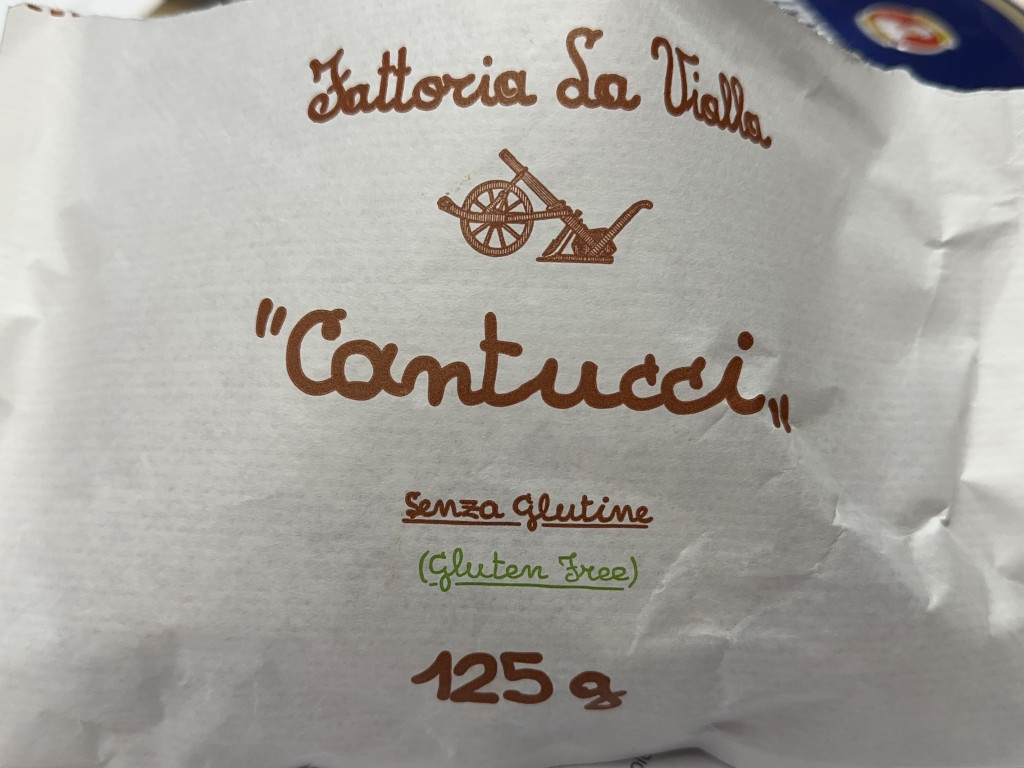 Fattoria La Vialla
"Cantucci„
Senza Glutine
(Gluten Free)
125 g